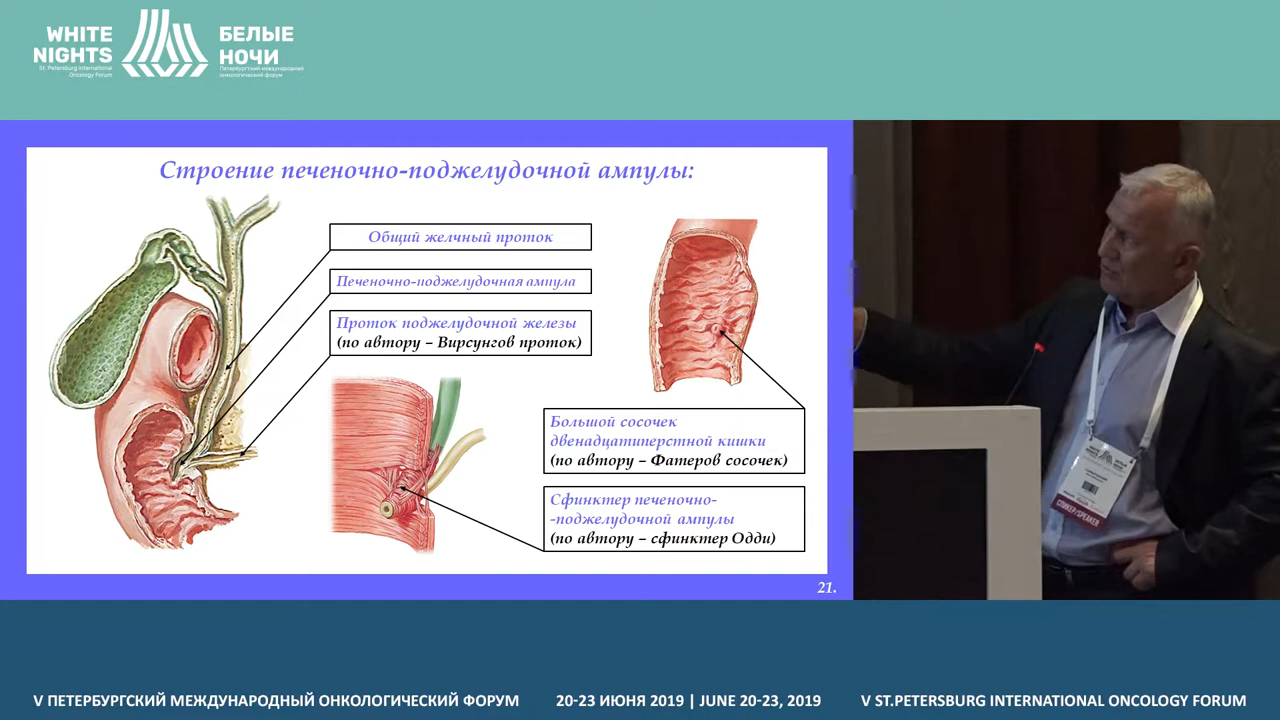 WHITE
NIGHTS
St. Petersburg International
Oncology Forum
БЕЛЫЕ
НОЧИ
Петербургский международный
онкологический форум
Строение печеночно-поджелудочной ампулы:
Общий желчный проток
Печеночно-поджелудочная ампула
Проток поджелудочной железы
(по автору – Вирсунгов проток)
Большой сосочек
двенадцатиперстной кишки
(по автору – Фатеров сосочек)
Сфинктер печеночно-
-поджелудочной ампулы
(по автору – сфинктер Одди)
21.
СПИКЕР/SPEAKER
V ПЕТЕРБУРГСКИЙ МЕЖДУНАРОДНЫЙ ОНКОЛОГИЧЕСКИЙ ФОРУМ
20-23 ИЮНЯ 2019 | JUNE 20-23, 2019
V ST.PETERSBURG INTERNATIONAL ONCOLOGY FORUM